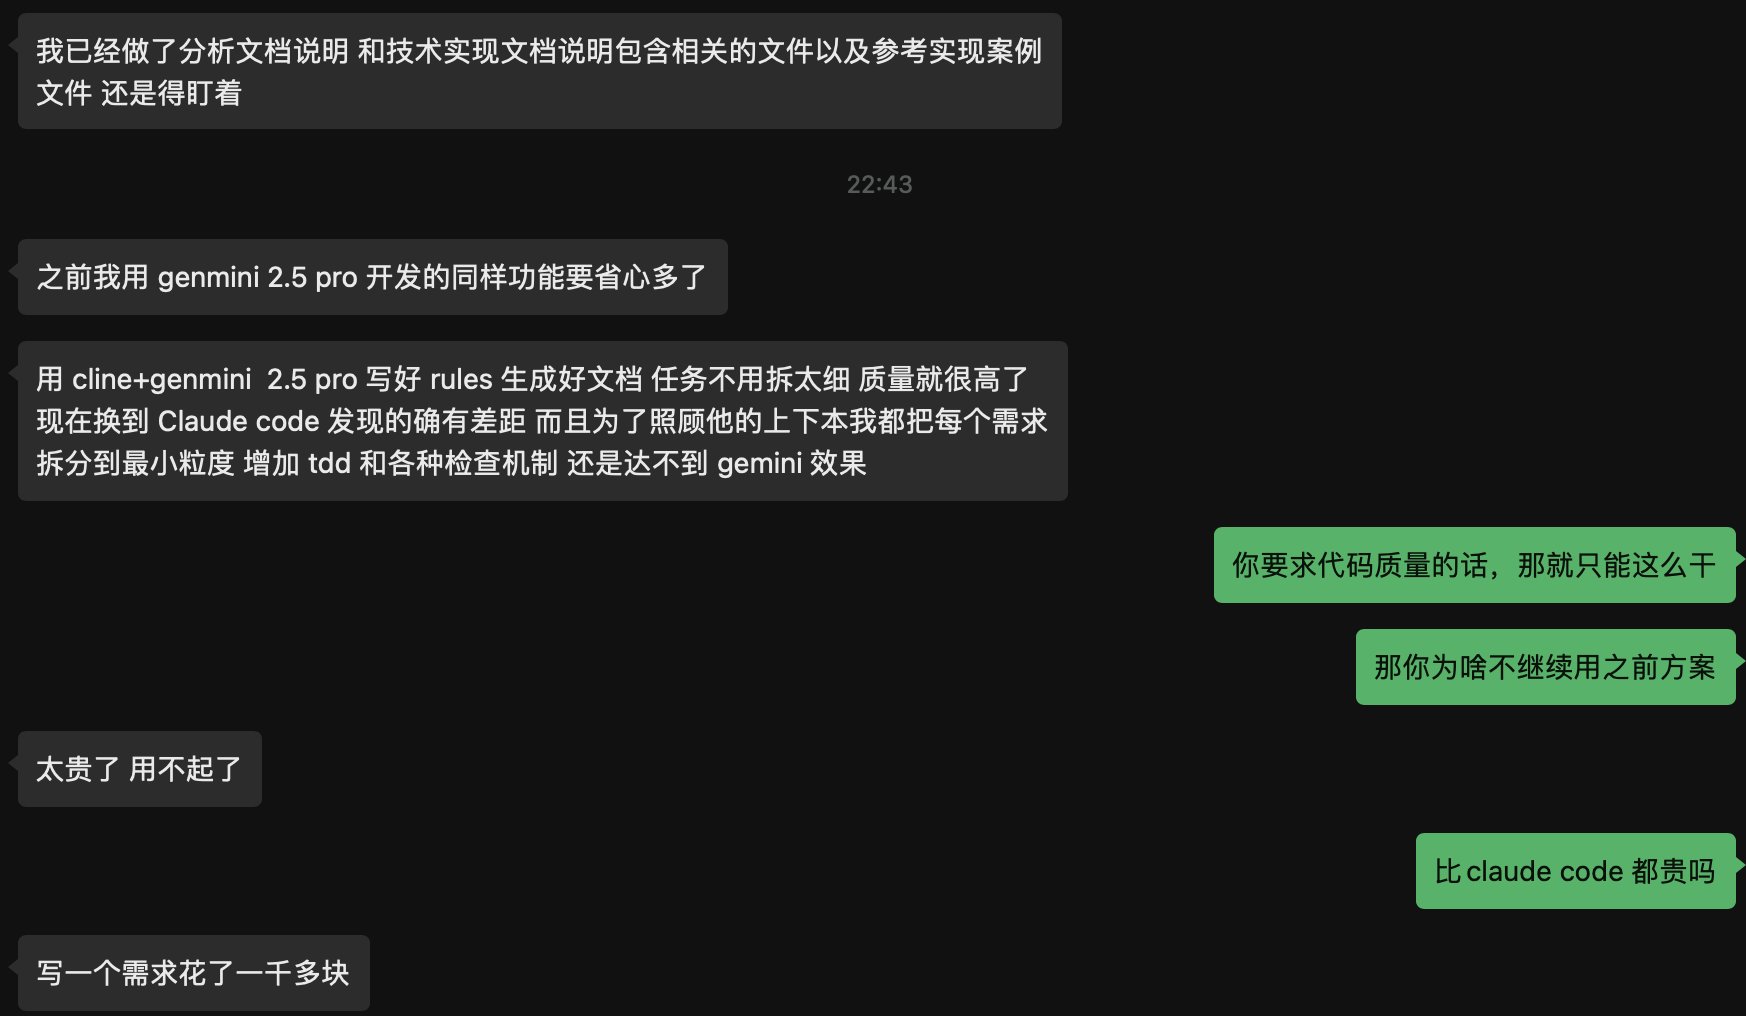 我已经做了分析文档说明 和技术实现文档说明包含相关的文件以及参考实现案例
文件 还是得盯着
22:43
之前我用 genmini 2.5 pro 开发的同样功能要省心多了
用 cline+genmini  2.5 pro 写好 rules 生成好文档 任务不用拆太细 质量就很高了
现在换到 Claude code 发现的确有差距 而且为了照顾他的上下本我都把每个需求
拆分到最小粒度 增加 tdd 和各种检查机制 还是达不到 gemini 效果
你要求代码质量的话，那就只能这么干
那你为啥不继续用之前方案
太贵了 用不起了
比 claude code 都贵吗
写一个需求花了一千多块